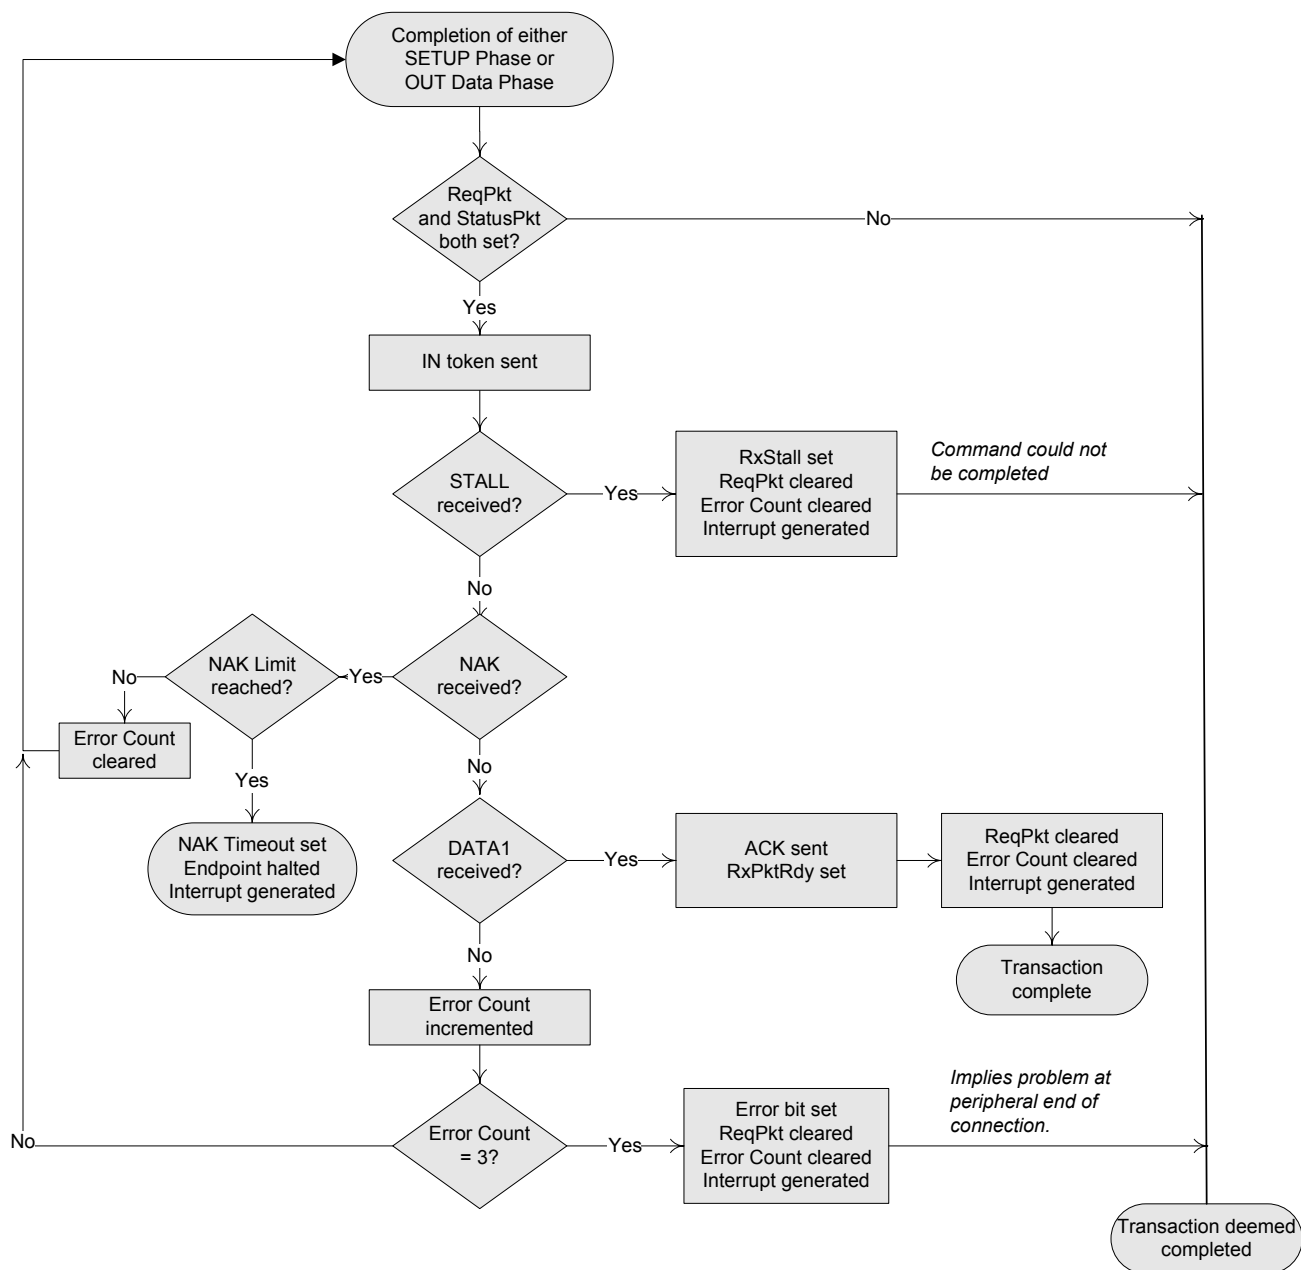 Completion of either
SETUP Phase or
OUT Data Phase
ReqPkt
and StatusPkt
both set?
No
Yes
IN token sent
STALL
received?
Yes
RxStall set
ReqPkt cleared
Error Count cleared
Interrupt generated
Command could not
be completed
No
NAK
received?
Yes
NAK Limit
reached?
No
Error Count
cleared
Yes
NAK Timeout set
Endpoint halted
Interrupt generated
No
DATA1
received?
Yes
ACK sent
RxPktRdy set
ReqPkt cleared
Error Count cleared
Interrupt generated
Transaction
complete
No
Error Count
incremented
Error Count
= 3?
No
Yes
Error bit set
ReqPkt cleared
Error Count cleared
Interrupt generated
Implies problem at
peripheral end of
connection.
Transaction deemed
completed